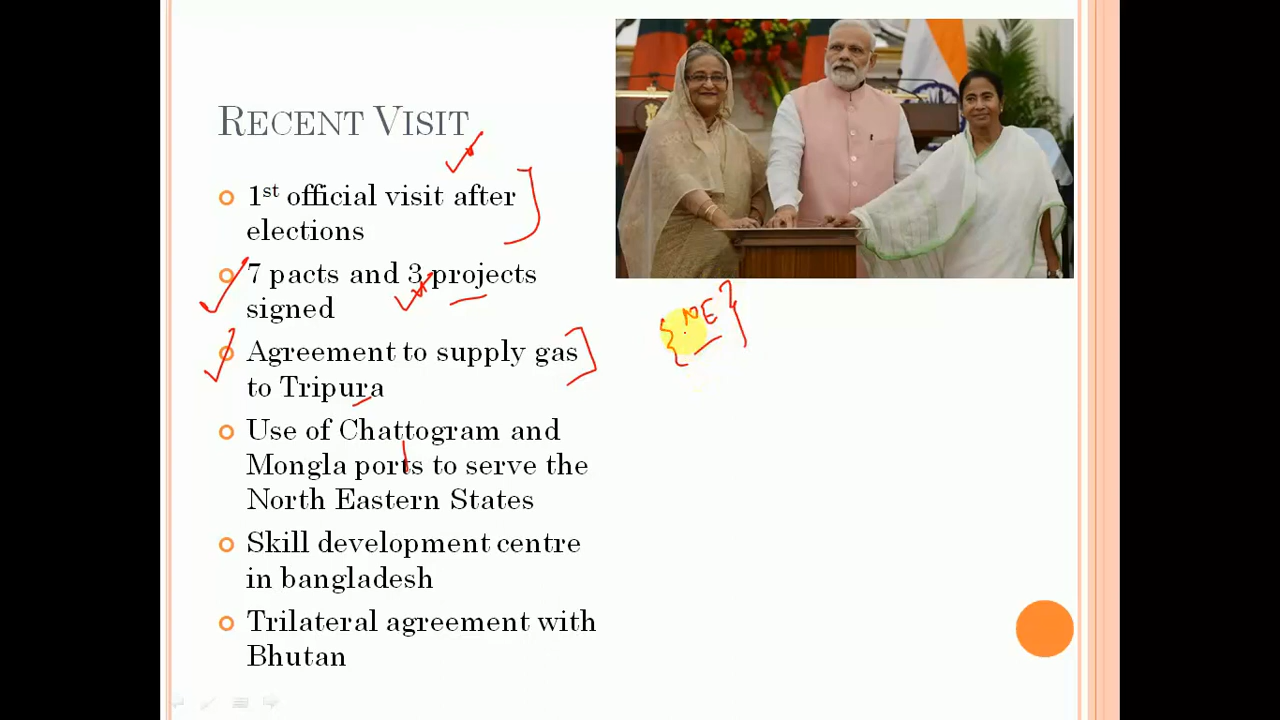 RECENT VISIT
1st official visit after
elections
7 pacts and 3 projects
signed
Agreement to supply gas
to Tripura
Use of Chattogram and
Mongla ports to serve the
North Eastern States
Skill development centre
in bangladesh
Trilateral agreement with
Bhutan
NE